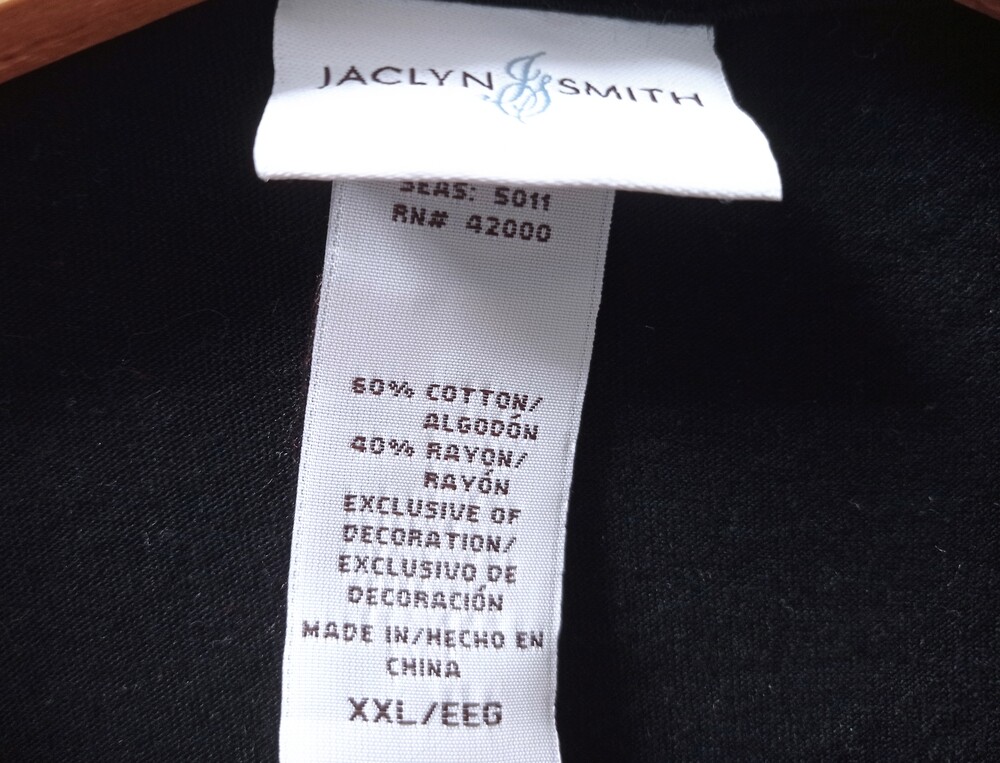 JACLYN JS SMITH
SEAS: 5011
RN# 42000
60% COTTON/
ALGODÓN
40% RAYON/
RAYÓN
EXCLUSIVE OF
DECORATION/
EXCLUSIVO DE
DECORACIÓN
MADE IN/HECHO EN
CHINA
XXL/EEG